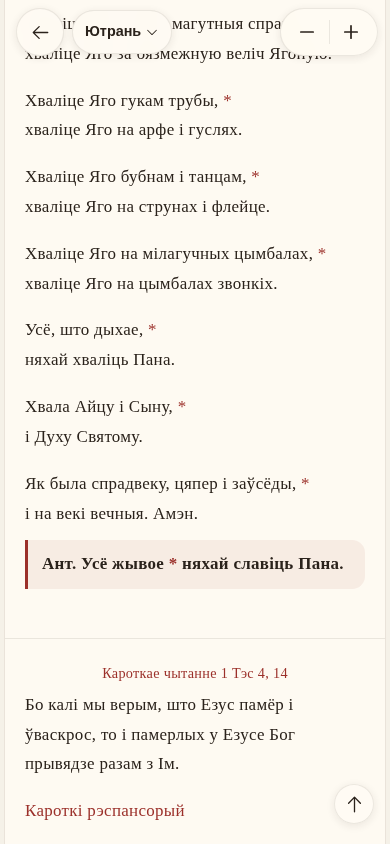 Ютрань
магутныя
хваліце Яго за бязмежную веліч Ягоную.
Хваліце Яго гукам трубы, *
хваліце Яго на арфе і гуслях.
Хваліце Яго бубнам і танцам, *
хваліце Яго на струнах і флейце.
Хваліце Яго на мілагучных цымбалах, *
хваліце Яго на цымбалах звонкіх.
Усё, што дыхае, *
няхай хваліць Пана.
Хвала Айцу і Сыну, *
і Духу Святому.
Як была спрадвеку, цяпер і заўсёды, *
і на векі вечныя. Амэн.
Ант. Усё жывое * няхай славіць Пана.
Кароткае чытанне 1 Тэс 4, 14
Бо калі мы верым, што Езус памёр і
ўваскрос, то і памерлых у Езусе Бог
прывядзе разам з Ім.
Кароткі рэспансорый